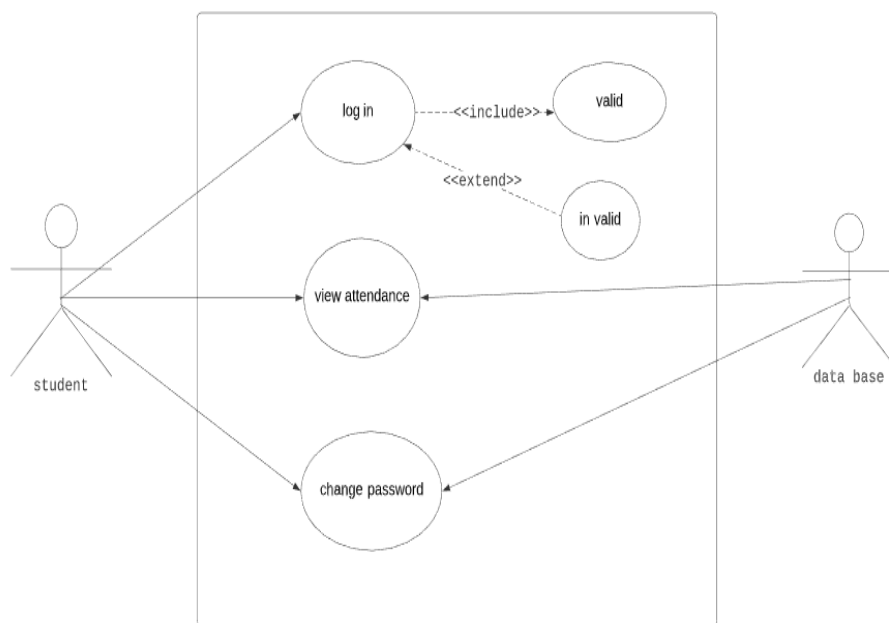 log in
<<include>>
valid
<<extend>>
in valid
view attendance
student
data base
change password